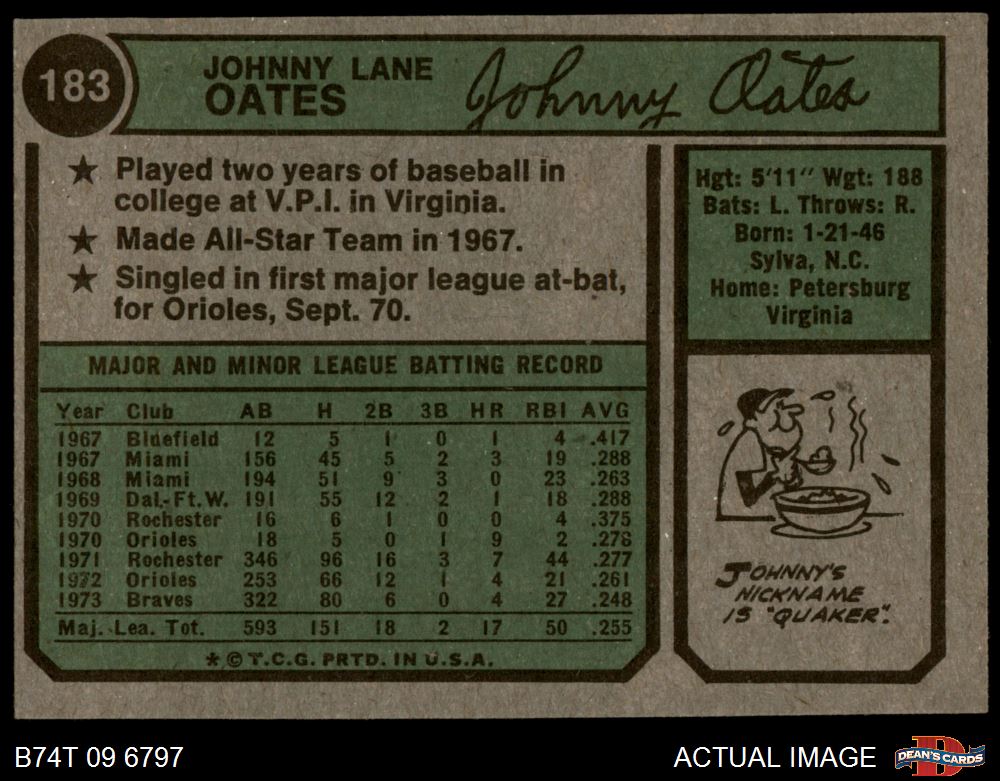 183
JOHNNY LANE
OATES
Johnny Oates
★ Played two years of baseball in
college at V.P.I. in Virginia.
★ Made All-Star Team in 1967.
★ Singled in first major league at-bat,
for Orioles, Sept. 70.
Hgt: 5'11" Wgt: 188
Bats: L. Throws: R.
Born: 1-21-46
Sylva, N.C.
Home: Petersburg
Virginia
MAJOR AND MINOR LEAGUE BATTING RECORD
Year Club AB H 2B 3B HR RBI AVG
1967 Bluefield 12 5 1 0 1 4 .417
1967 Miami 156 45 5 2 3 19 .288
1968 Miami 194 51 9 3 0 23 .263
1969 Dal.-Ft.W. 191 55 12 2 1 18 .288
1970 Rochester 16 6 1 0 0 4 .375
1970 Orioles 18 5 0 1 9 2 .278
1971 Rochester 346 96 16 3 7 44 .277
1972 Orioles 253 66 12 1 4 21 .261
1973 Braves 322 80 6 0 4 27 .248
Maj. Lea. Tot. 593 151 18 2 17 50 .255
* © T.C.G. PRTD. IN U.S.A.
JOHNNY'S
NICKNAME
IS "QUAKER".
B74T 09 6797
ACTUAL IMAGE
DEAN'S CARDS